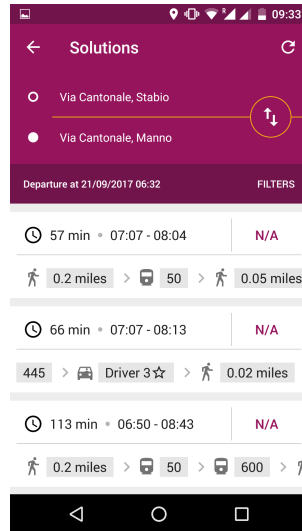 R 09:33
Solutions
Via Cantonale, Stabio
Via Cantonale, Manno
Departure at 21/09/2017 06:32 FILTERS
57 min • 07:07 - 08:04 N/A
0.2 miles > 50 > 0.05 miles
66 min • 07:07 - 08:13 N/A
445 > Driver 3☆ > 0.02 miles
113 min • 06:50 - 08:43 N/A
0.2 miles > 50 > 600 >